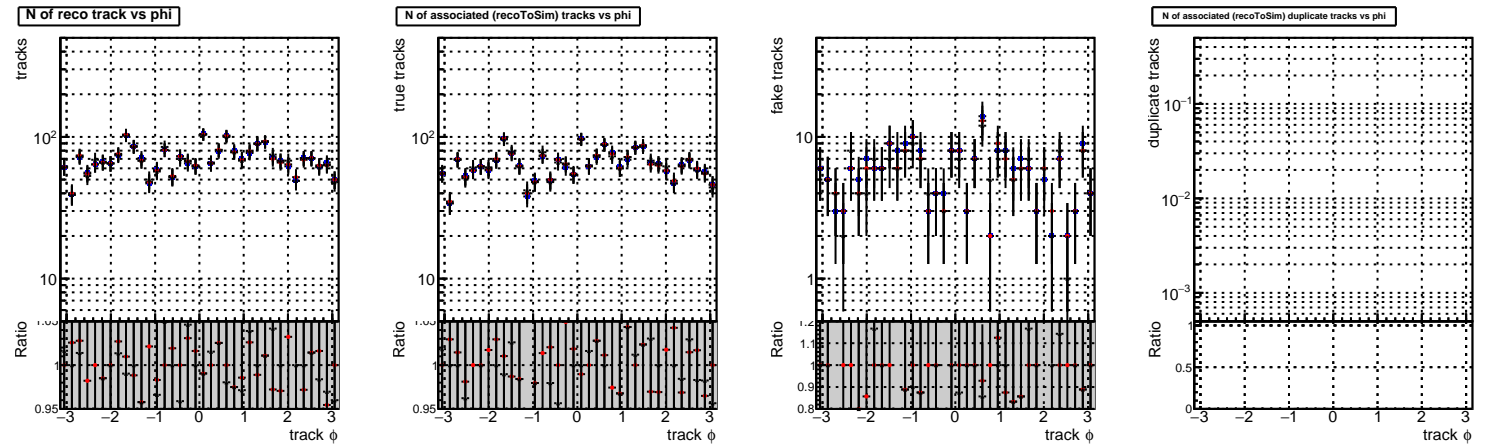 N of reco track vs phi
tracks
10²
10
Ratio
1.05
1
0.95
−3 −2 −1 0 1 2 3
track φ
N of associated (recoToSim) tracks vs phi
true tracks
10²
10
Ratio
1.05
1
0.95
−3 −2 −1 0 1 2 3
track φ
fake tracks
10
1
Ratio
1.2
1.1
1
0.9
0.8
−3 −2 −1 0 1 2 3
track φ
N of associated (recoToSim) duplicate tracks vs phi
duplicate tracks
10⁻¹
10⁻²
10⁻³
Ratio
1
0.5
0
−3 −2 −1 0 1 2 3
track φ